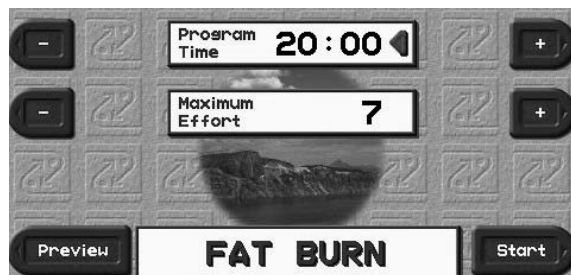 - Program Time 20:00 +
- Maximum Effort 7 +
Preview FAT BURN Start